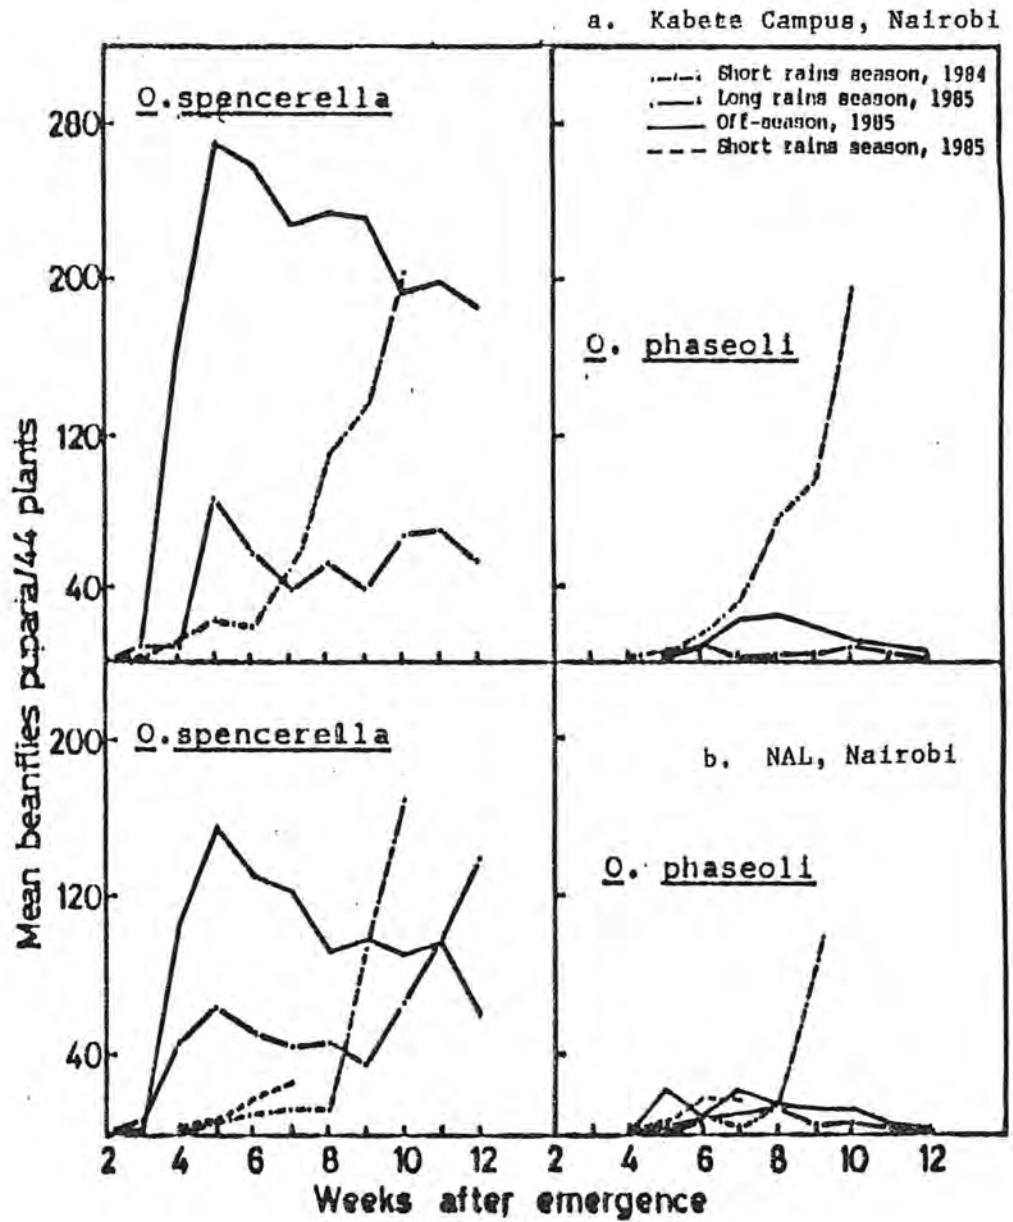 a. Kabete Campus, Nairobi
O. spencerella
Short rains season, 1984
Long rains season, 1985
Off-season, 1985
Short rains season, 1985
O. phaseoli
280
200
120
40
Mean beanflies puparia/44 plants
O. spencerella
b. NAL, Nairobi
O. phaseoli
200
120
40
2 4 6 8 10 12 4 6 8 10 12
Weeks after emergence